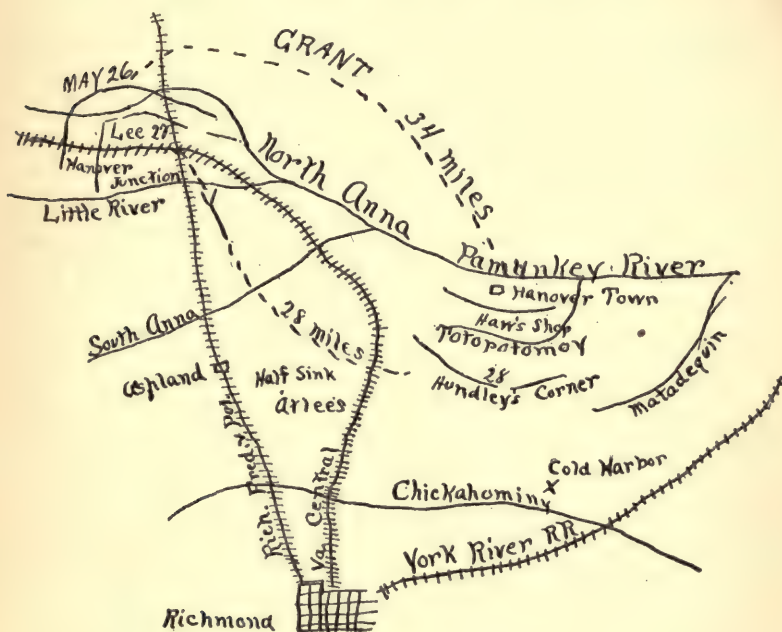 GRANT
34 miles
MAY 26,
Lee 27
Hanover
Junction
North Anna
Little River
Pamunkey River
Hanover Town
Haw's Shop
Totopotomoy
28
Hundley's Corner
Matadequin
South Anna
28 miles
Ashland
Half Sink
Atlee's
Rich. Fred. & Pot.
Va. Central
Cold Harbor
Chickahominy
York River RR
Richmond